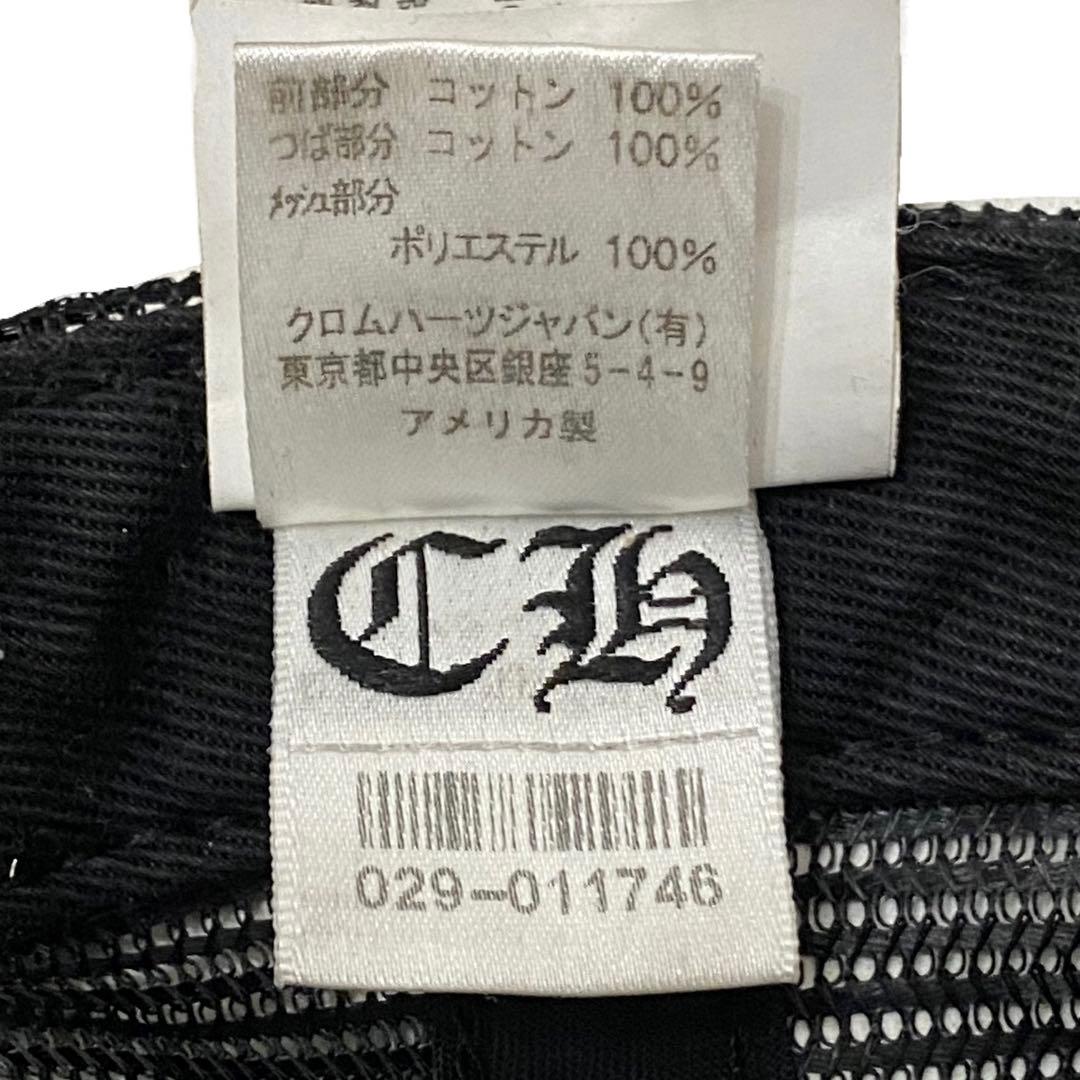 前部分 コットン 100%
つば部分 コットン 100%
メッシュ部分
ポリエステル 100%
クロムハーツジャパン(有)
東京都中央区銀座5-4-9
アメリカ製
CH
029-011746